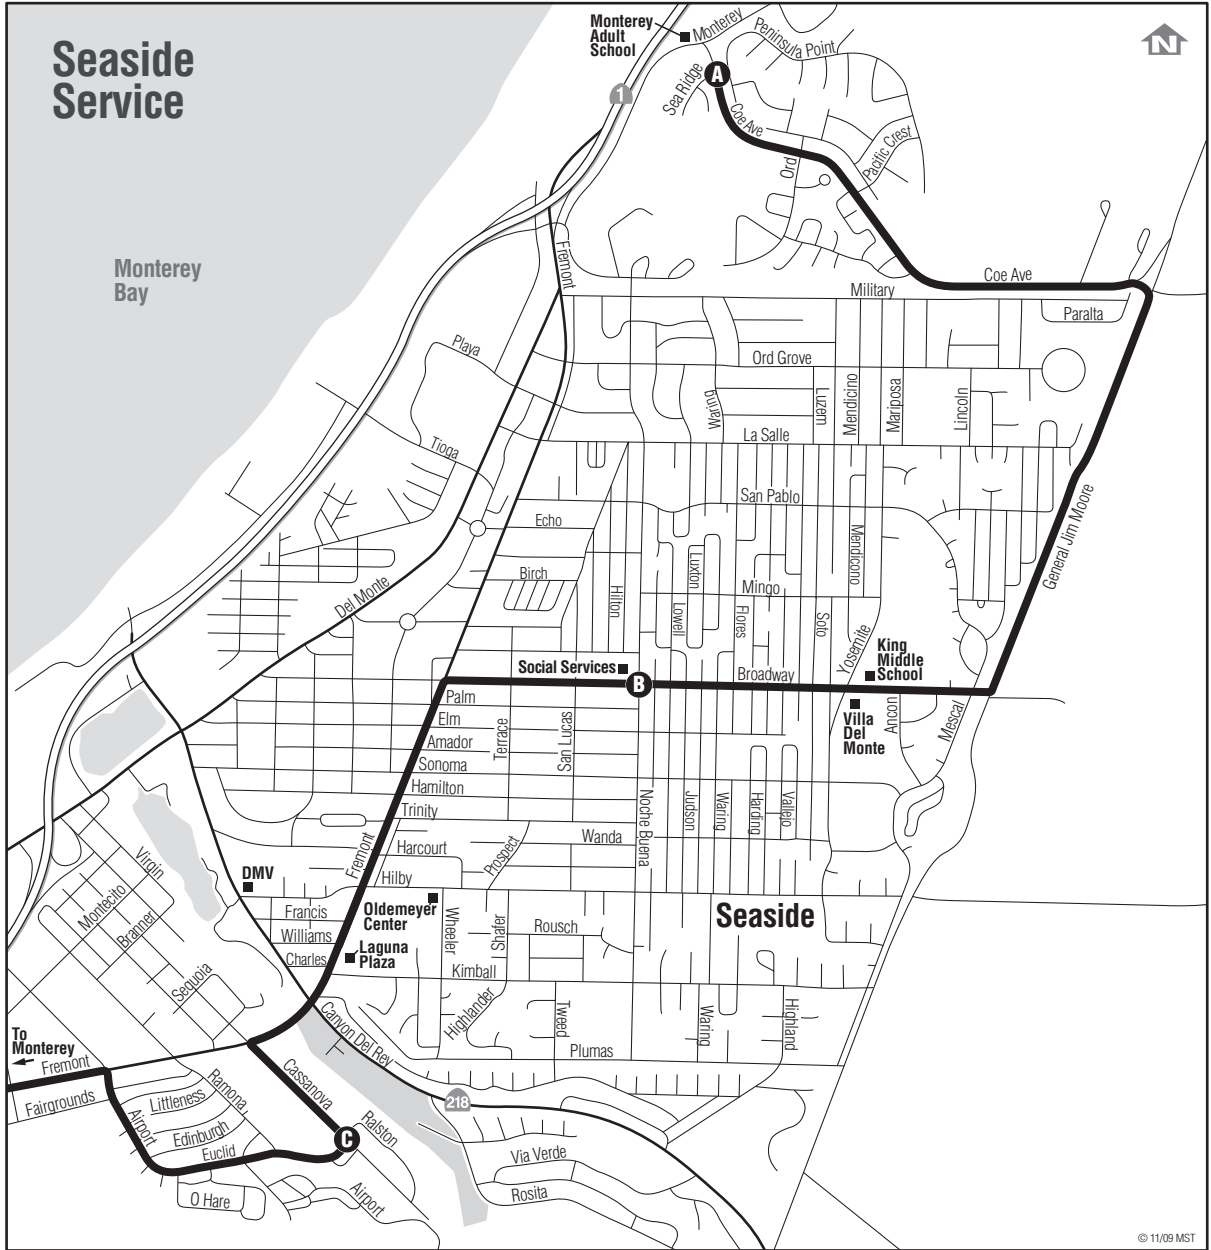 Seaside
Service
Monterey
Adult
School
Monterey
Peninsula Point
N
Sea Ridge
A
1
Coe Ave
Pacific Crest
Ord
Monterey
Bay
Fremont
Coe Ave
Military
Paralta
Playa
Ord Grove
Waring
Luzern
Mendicino
Mariposa
Lincoln
La Salle
Tioga
San Pablo
Echo
General Jim Moore
Mendicono
Birch
Luxton
Mingo
Del Monte
Hilton
Lowell
Flores
Soto
Yosemite
King
Middle
School
Social Services
B
Broadway
Palm
Elm
Amador
Sonoma
Hamilton
Trinity
Terrace
San Lucas
Villa
Del
Monte
Ancon
Mescal
Noche Buena
Judson
Waring
Harding
Vallejo
Wanda
Harcourt
Prospect
Fremont
Hilby
Virgin
DMV
Montecito
Branner
Francis
Williams
Charles
Oldemeyer
Center
Laguna
Plaza
Wheeler
Shafer
Rousch
Seaside
Sequoia
Kimball
Highlander
Tweed
Waring
Highland
Canyon Del Rey
Plumas
To
Monterey
Fremont
Fairgrounds
Cassanova
Ramona
Littleness
Airport
Edinburgh
Euclid
218
C
Ralston
Via Verde
O Hare
Airport
Rosita
© 11/09 MST